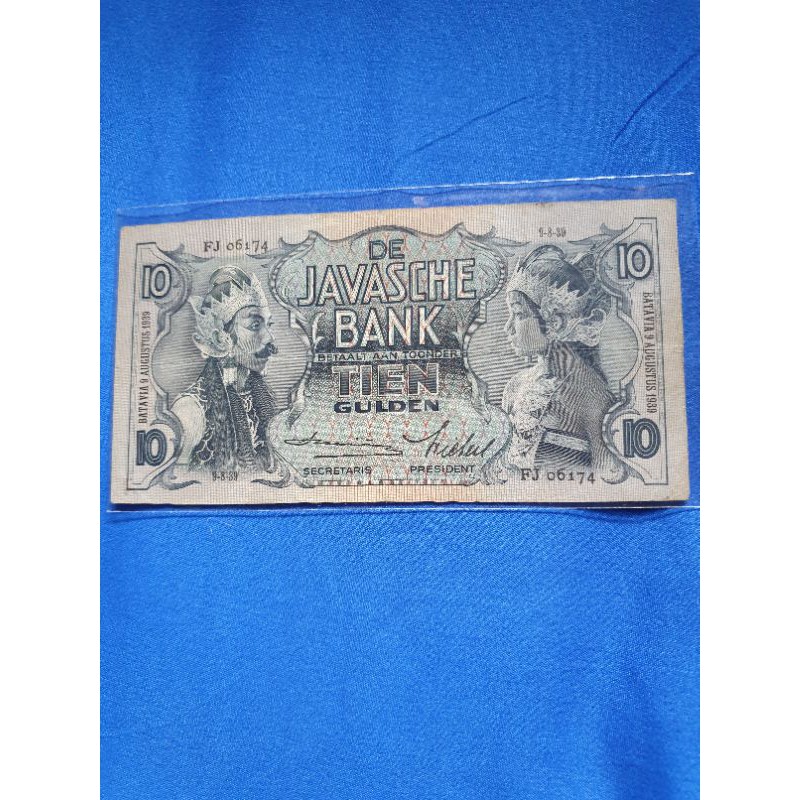 FJ 06174
9-8-39
10
10
DE
JAVASCHE
BANK
BETAALT AAN TOONDER
TIEN
GULDEN
BATAVIA 9 AUGUSTUS 1939
BATAVIA 9 AUGUSTUS 1939
10
10
SECRETARIS PRESIDENT
9-8-39
FJ 06174